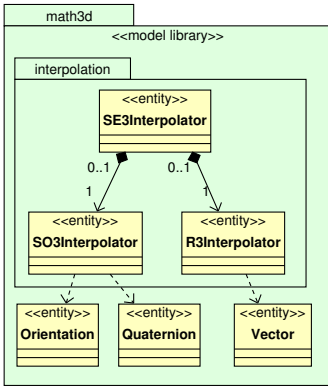 math3d
<<model library>>
interpolation
<<entity>>
SE3Interpolator
0..1 0..1
1 1
<<entity>> <<entity>>
SO3Interpolator R3Interpolator
<<entity>> <<entity>> <<entity>>
Orientation Quaternion Vector